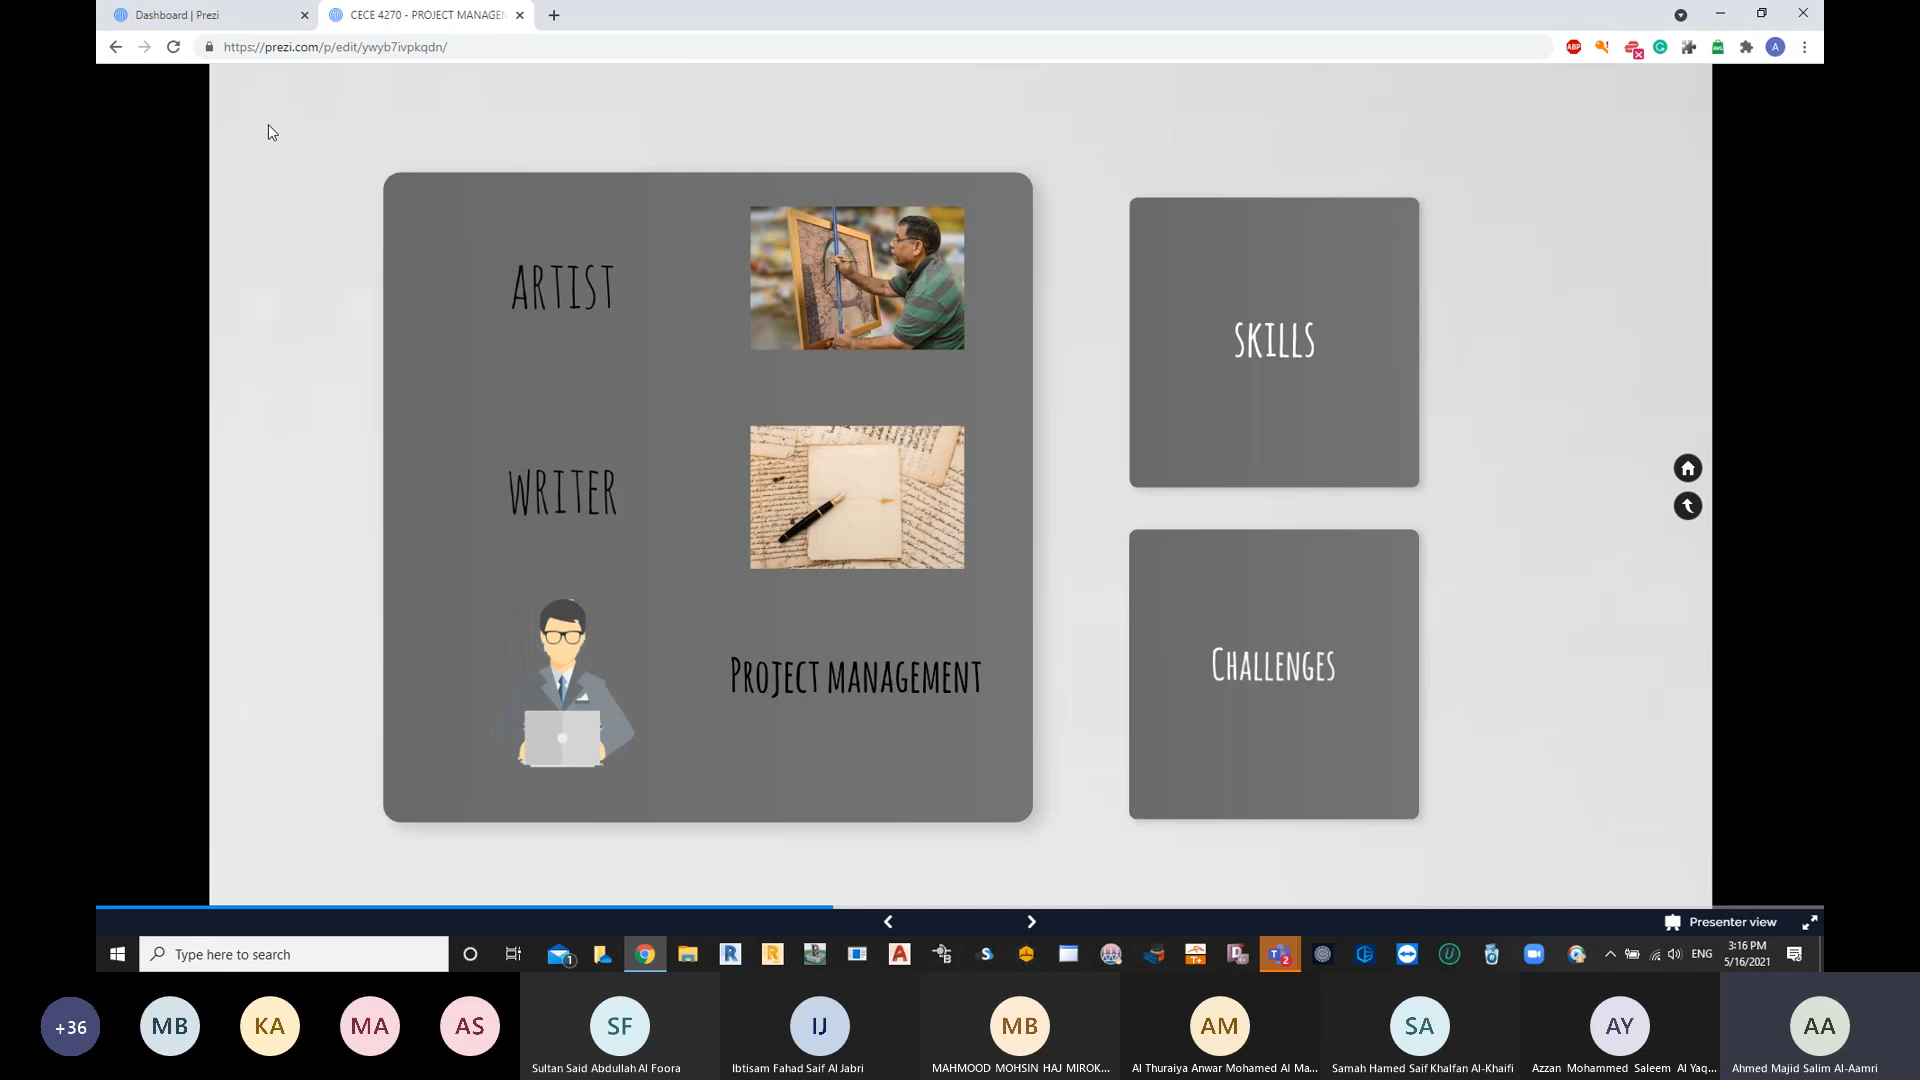 Dashboard | Prezi
CECE 4270 - PROJECT MANAGEM
https://prezi.com/p/edit/ywyb7ivpkqdn/
ABP
A
ARTIST
WRITER
PROJECT MANAGEMENT
SKILLS
CHALLENGES
Presenter view
Type here to search
1
2
ENG
3:16 PM
5/16/2021
+36
MB
KA
MA
AS
SF
IJ
MB
AM
SA
AY
AA
Sultan Said Abdullah Al Foora
Ibtisam Fahad Saif Al Jabri
MAHMOOD MOHSIN HAJ MIROK...
Al Thuraiya Anwar Mohamed Al Ma...
Samah Hamed Saif Khalfan Al-Khaifi
Azzan Mohammed Saleem Al Yaq...
Ahmed Majid Salim Al-Aamri